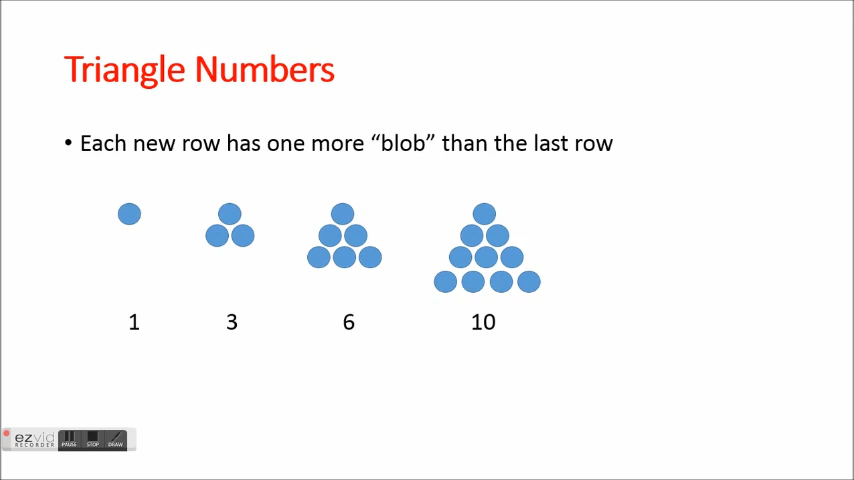 Triangle Numbers
• Each new row has one more “blob” than the last row
1 3 6 10
ezvid
RECORDER
PAUSE STOP DRAW